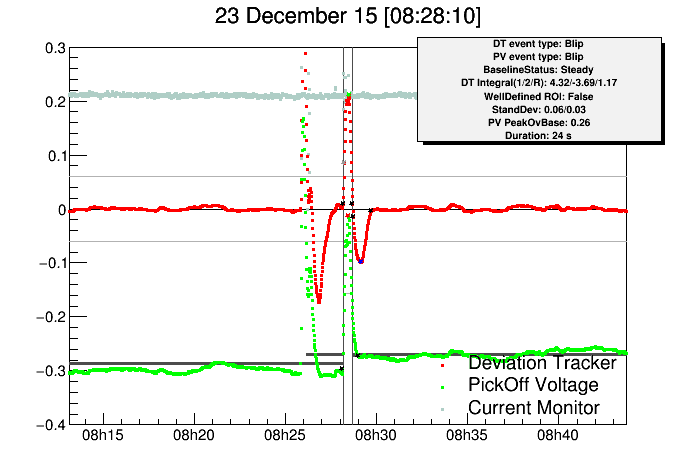 23 December 15 [08:28:10]
DT event type: Blip
PV event type: Blip
BaselineStatus: Steady
DT Integral(1/2/R): 4.32/-3.69/1.17
WellDefined ROI: False
StandDev: 0.06/0.03
PV PeakOvBase: 0.26
Duration: 24 s
0.3
0.2
0.1
0
−0.1
−0.2
−0.3
−0.4
Deviation Tracker
PickOff Voltage
Current Monitor
08h15 08h20 08h25 08h30 08h35 08h40